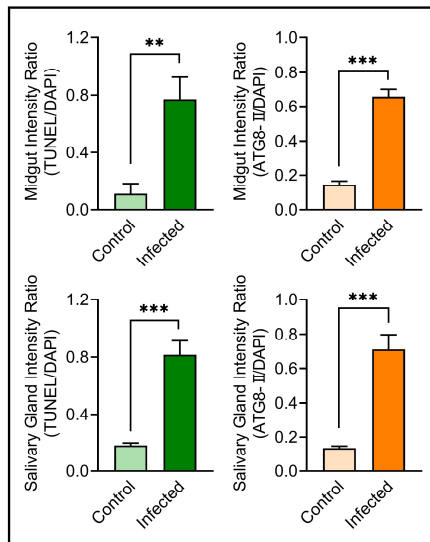 Midgut Intensity Ratio
(TUNEL/DAPI)
1.2
0.8
0.4
0.0
**
Control
Infected
Midgut Intensity Ratio
(ATG8- II/DAPI)
1.0
0.8
0.6
0.4
0.2
0.0
***
Control
Infected
Salivary Gland Intensity Ratio
(TUNEL/DAPI)
1.2
0.8
0.4
0.0
***
Control
Infected
Salivary Gland Intensity Ratio
(ATG8- II/DAPI)
1.0
0.8
0.6
0.4
0.2
0.0
***
Control
Infected